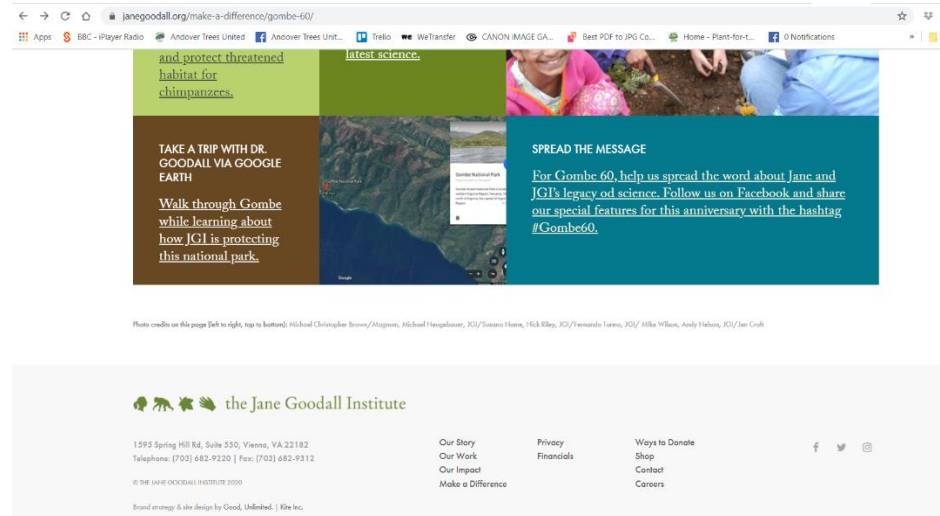 janegoodall.org/make-a-difference/gombe-60/
Apps BBC - iPlayer Radio Andover Trees United Andover Trees Unit... Trello we WeTransfer CANON iMAGE GA... Best PDF to JPG Co... Home - Plant-for-t... 0 Notifications »
and protect threatened
habitat for
chimpanzees.
latest science.
TAKE A TRIP WITH DR.
GOODALL VIA GOOGLE
EARTH
Walk through Gombe
while learning about
how JGI is protecting
this national park.
Gombe National Park
Google
SPREAD THE MESSAGE
For Gombe 60, help us spread the word about Jane and
JGI's legacy od science. Follow us on Facebook and share
our special features for this anniversary with the hashtag
#Gombe60.
Photo credits on this page (left to right, top to bottom): Michael Christopher Brown/Magnum, Michael Neugebauer, JGI/Susana Name, Nick Riley, JGI/Fernando Turmo, JGI/ Mike Wilson, Andy Nelson, JGI/Jen Croft
the Jane Goodall Institute
1595 Spring Hill Rd, Suite 550, Vienna, VA 22182
Telephone: (703) 682-9220 | Fax: (703) 682-9312
© THE JANE GOODALL INSTITUTE 2020
Brand strategy & site design by Good, Unlimited. | Kite Inc.
Our Story
Our Work
Our Impact
Make a Difference
Privacy
Financials
Ways to Donate
Shop
Contact
Careers